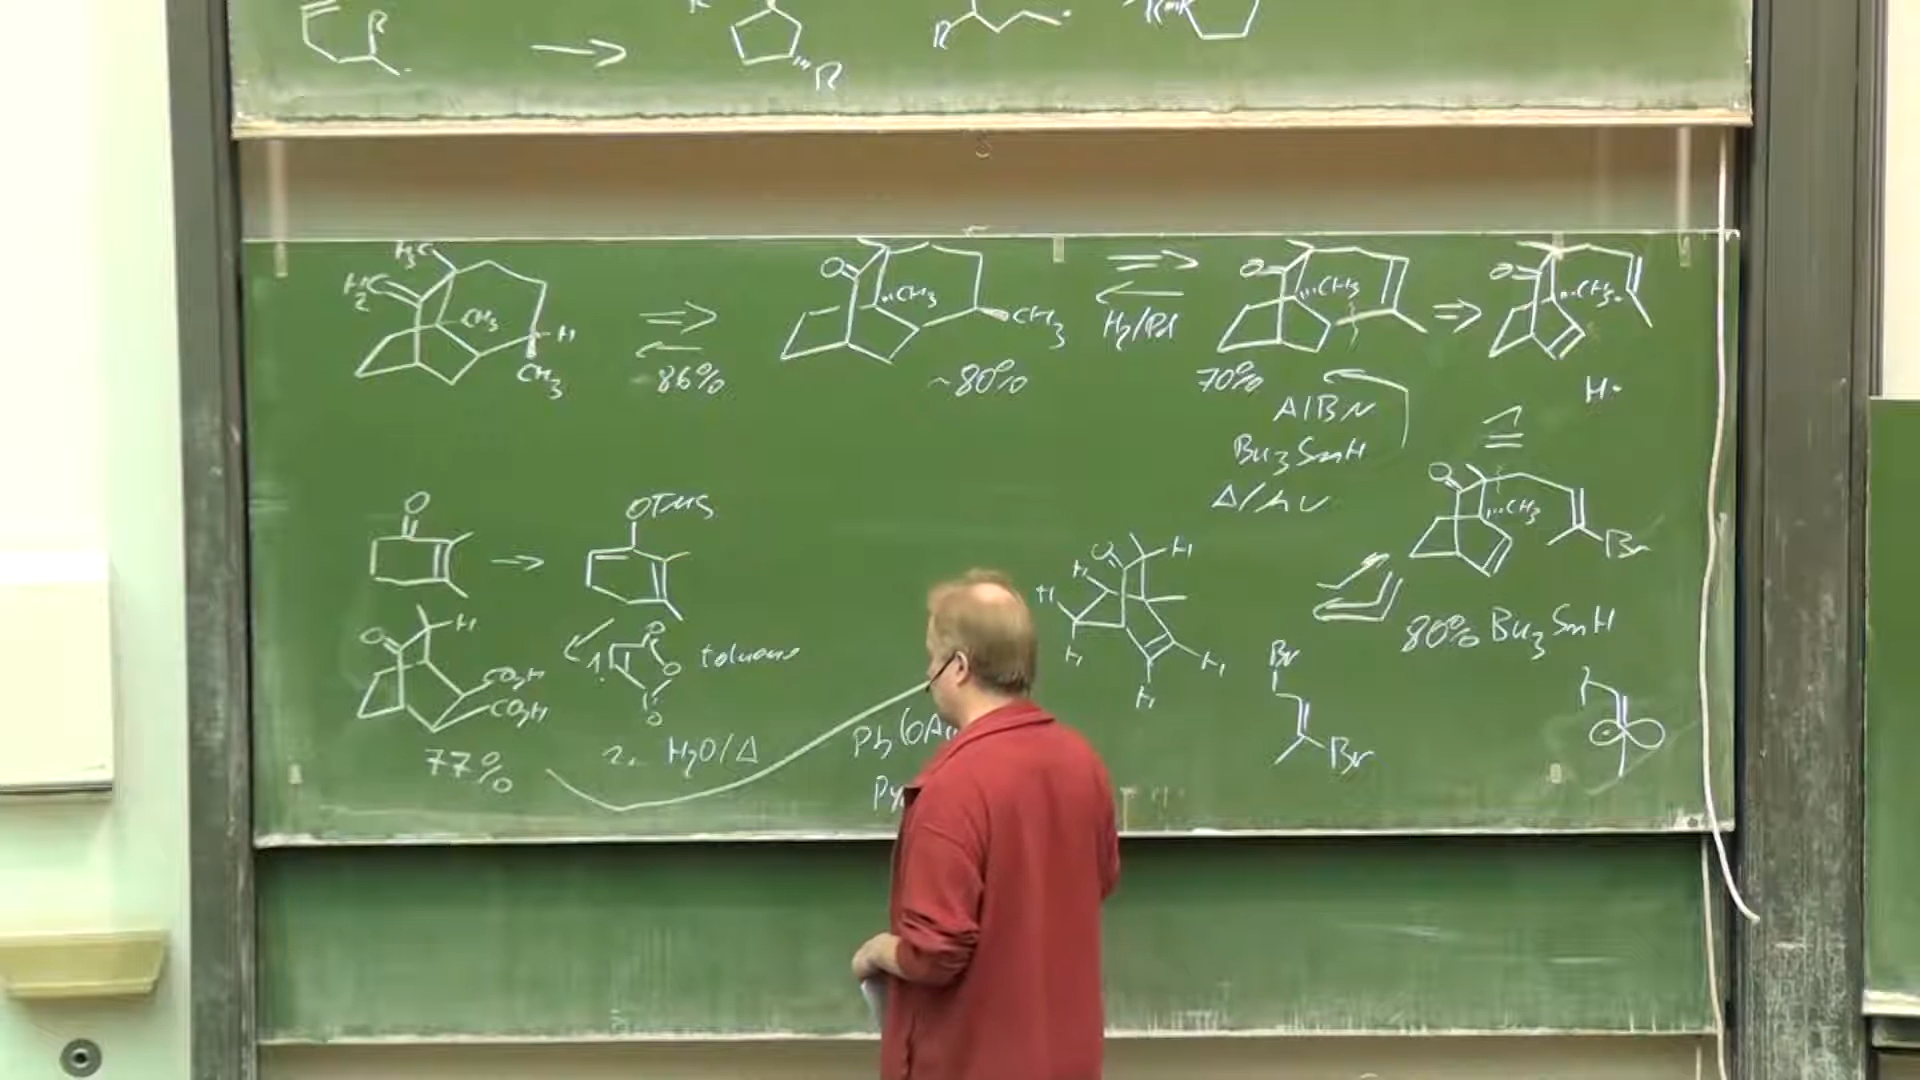 R
R
R
R
H3C
H2C
CH3
H
CH3
86%
O
CH3
CH3
~80%
H2/Pd
O
CH3
70%
AIBN
Bu3SnH
Δ/hν
O
CH3
H·
O
CH3
Br
80% Bu3SnH
O
OTMS
O
H
CO2H
CO2H
77%
1.
O
O
O
toluene
2. H2O/Δ
O
H
H
H
H
H
H
Br
Br